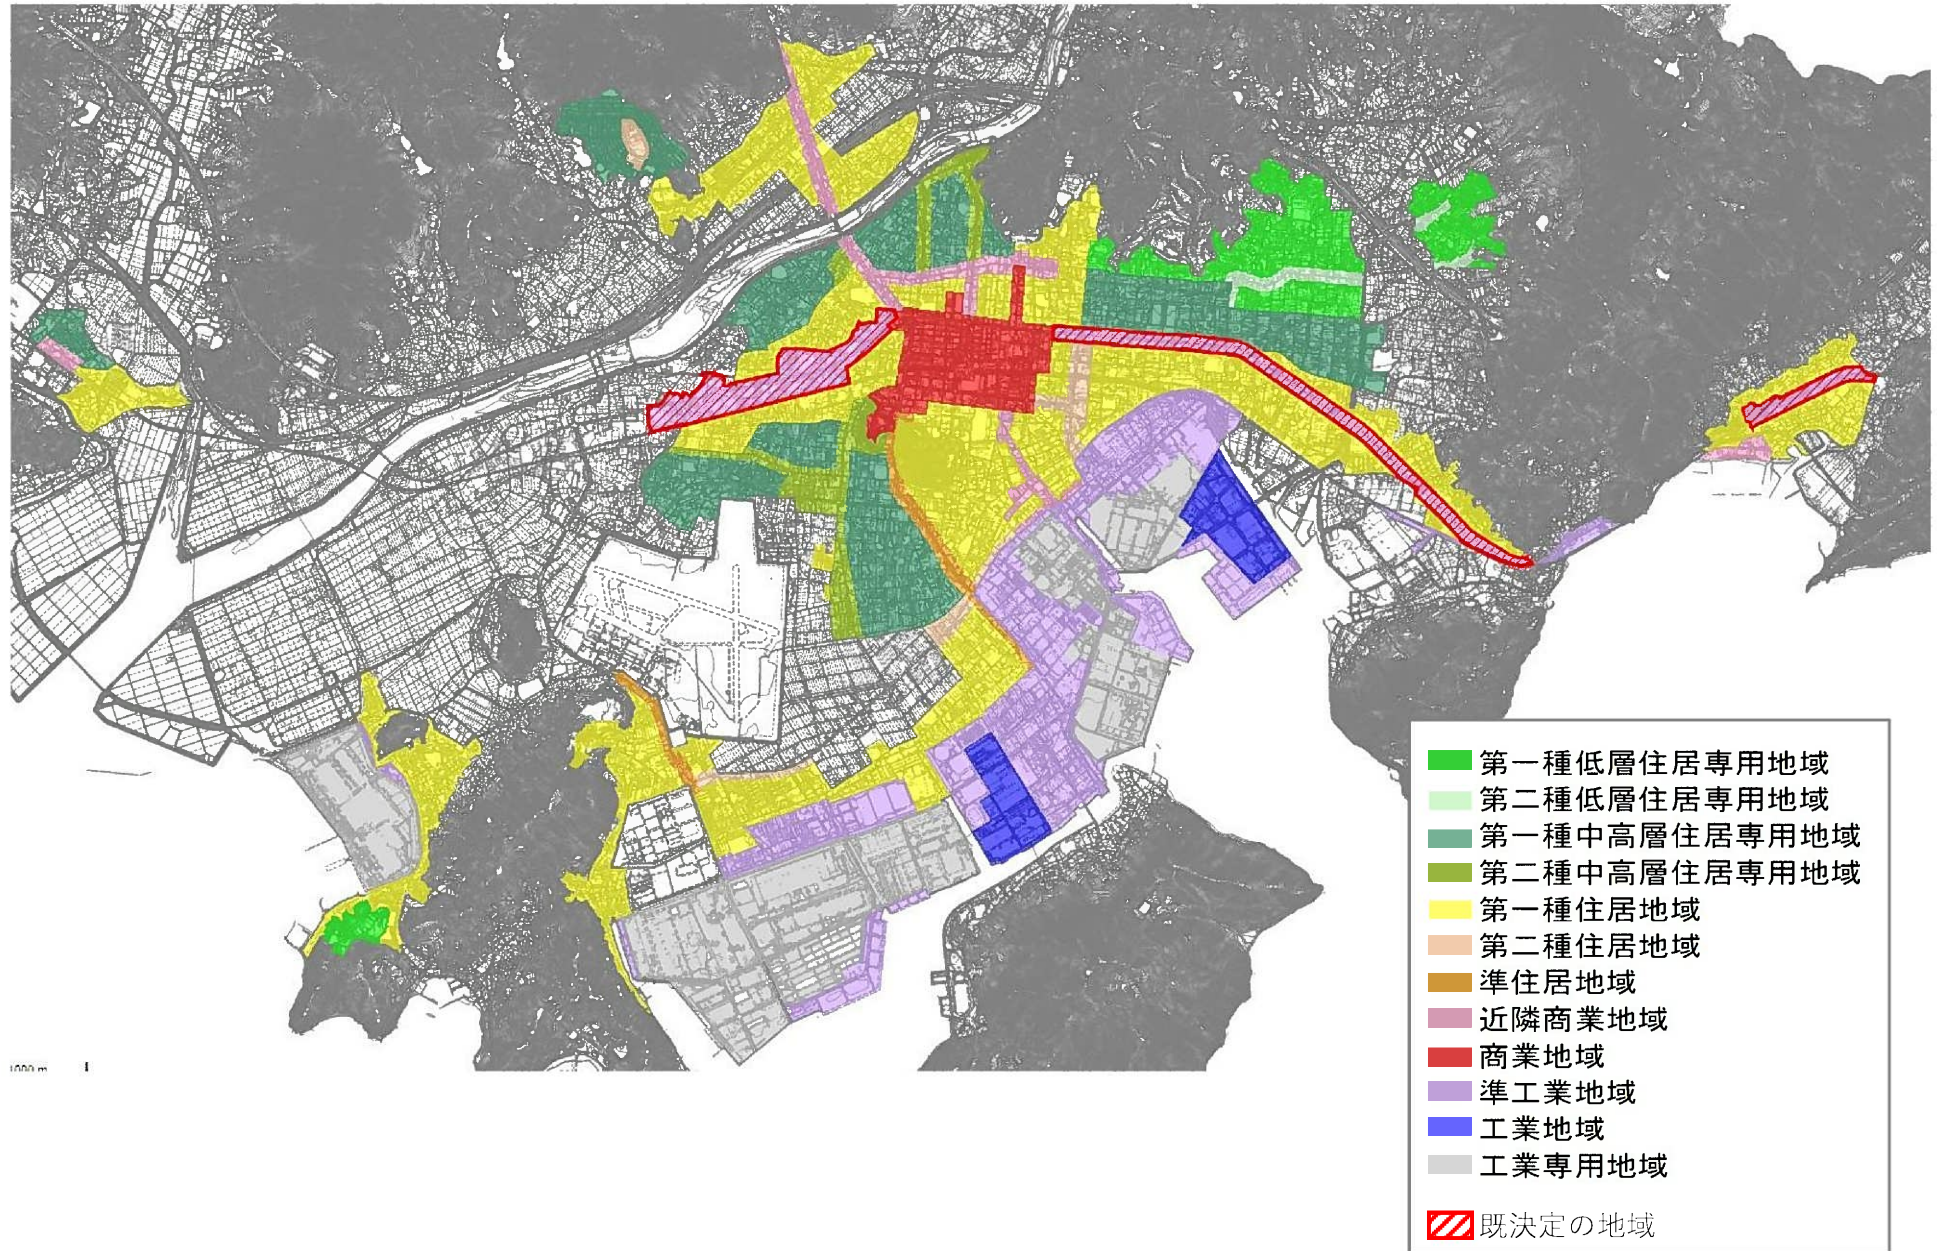 1000 m
第一種低層住居専用地域
第二種低層住居専用地域
第一種中高層住居専用地域
第二種中高層住居専用地域
第一種住居地域
第二種住居地域
準住居地域
近隣商業地域
商業地域
準工業地域
工業地域
工業専用地域
既決定の地域